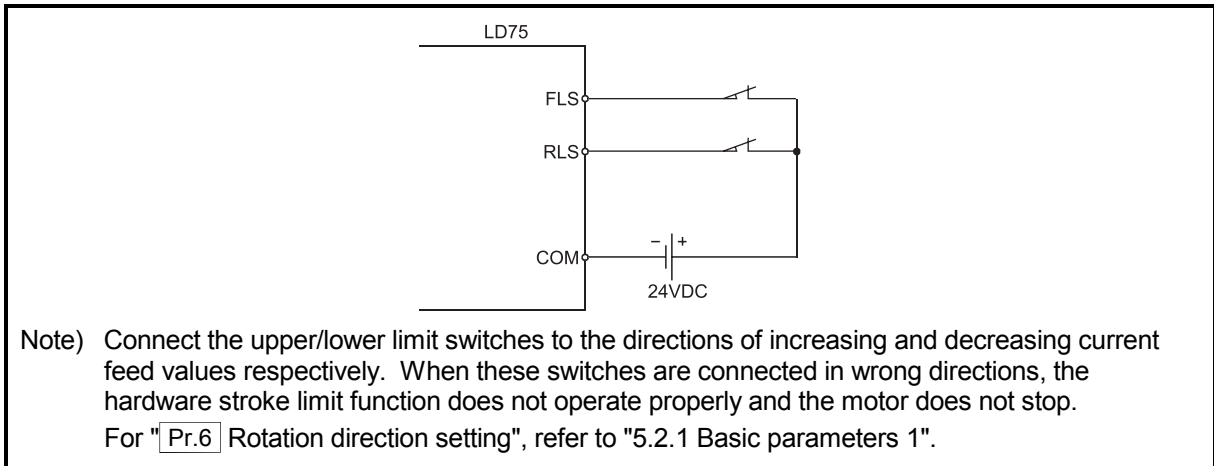 LD75
FLS
RLS
COM
– +
24VDC
Note) Connect the upper/lower limit switches to the directions of increasing and decreasing current
feed values respectively. When these switches are connected in wrong directions, the
hardware stroke limit function does not operate properly and the motor does not stop.
For " Pr.6 Rotation direction setting", refer to "5.2.1 Basic parameters 1".